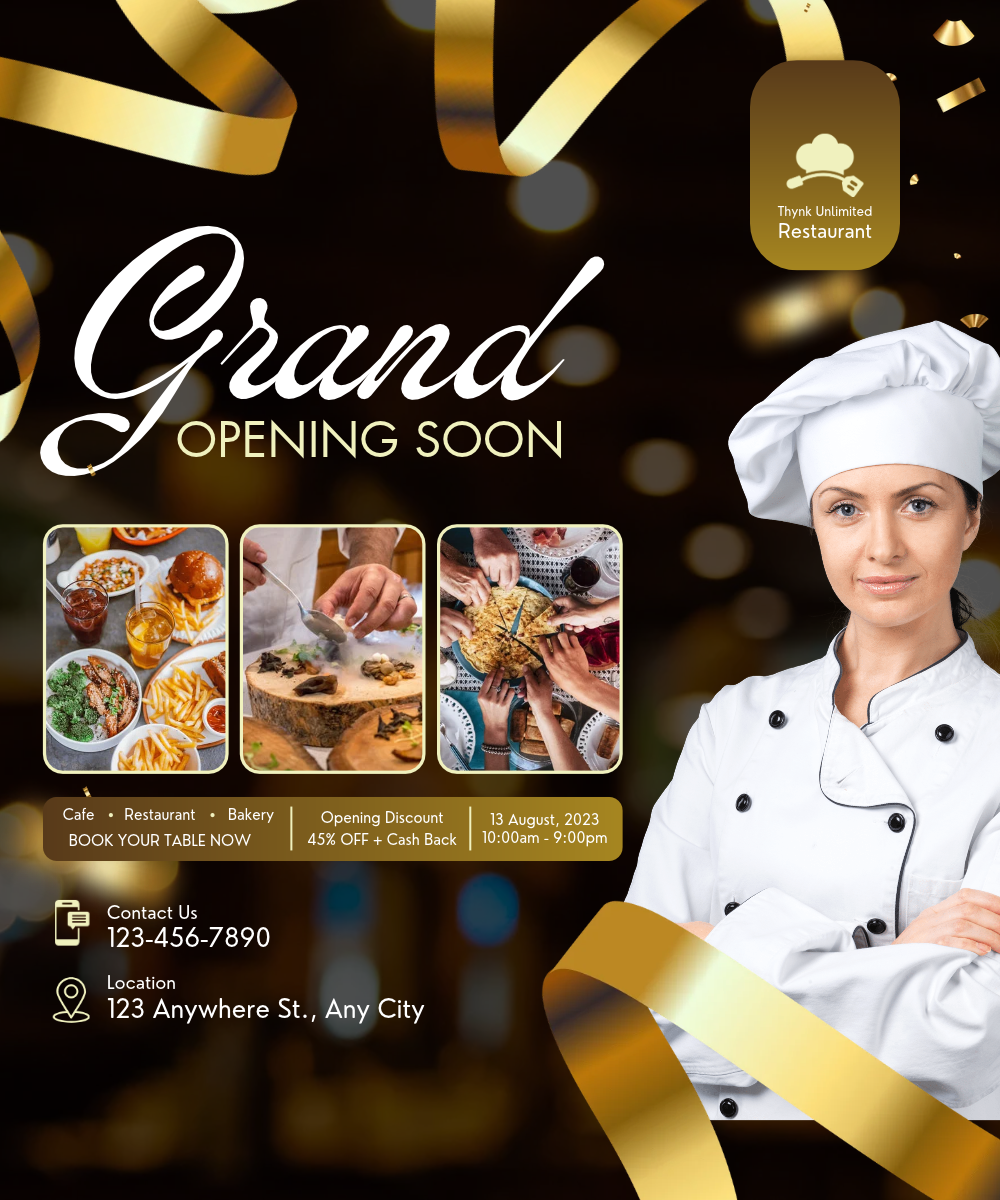 Thynk Unlimited
Restaurant
Grand
OPENING SOON
Cafe • Restaurant • Bakery
BOOK YOUR TABLE NOW
Opening Discount
45% OFF + Cash Back
13 August, 2023
10:00am - 9:00pm
Contact Us
123-456-7890
Location
123 Anywhere St., Any City